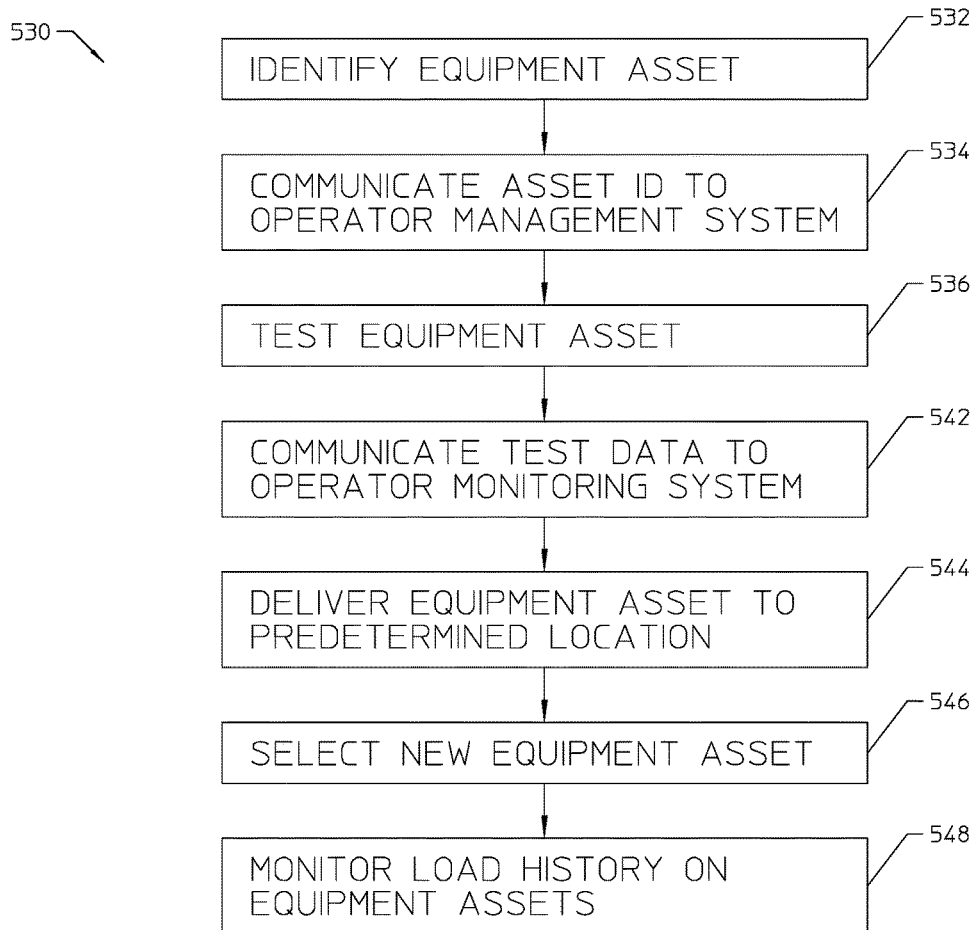 530
532
IDENTIFY EQUIPMENT ASSET
534
COMMUNICATE ASSET ID TO
OPERATOR MANAGEMENT SYSTEM
536
TEST EQUIPMENT ASSET
542
COMMUNICATE TEST DATA TO
OPERATOR MONITORING SYSTEM
544
DELIVER EQUIPMENT ASSET TO
PREDETERMINED LOCATION
546
SELECT NEW EQUIPMENT ASSET
548
MONITOR LOAD HISTORY ON
EQUIPMENT ASSETS